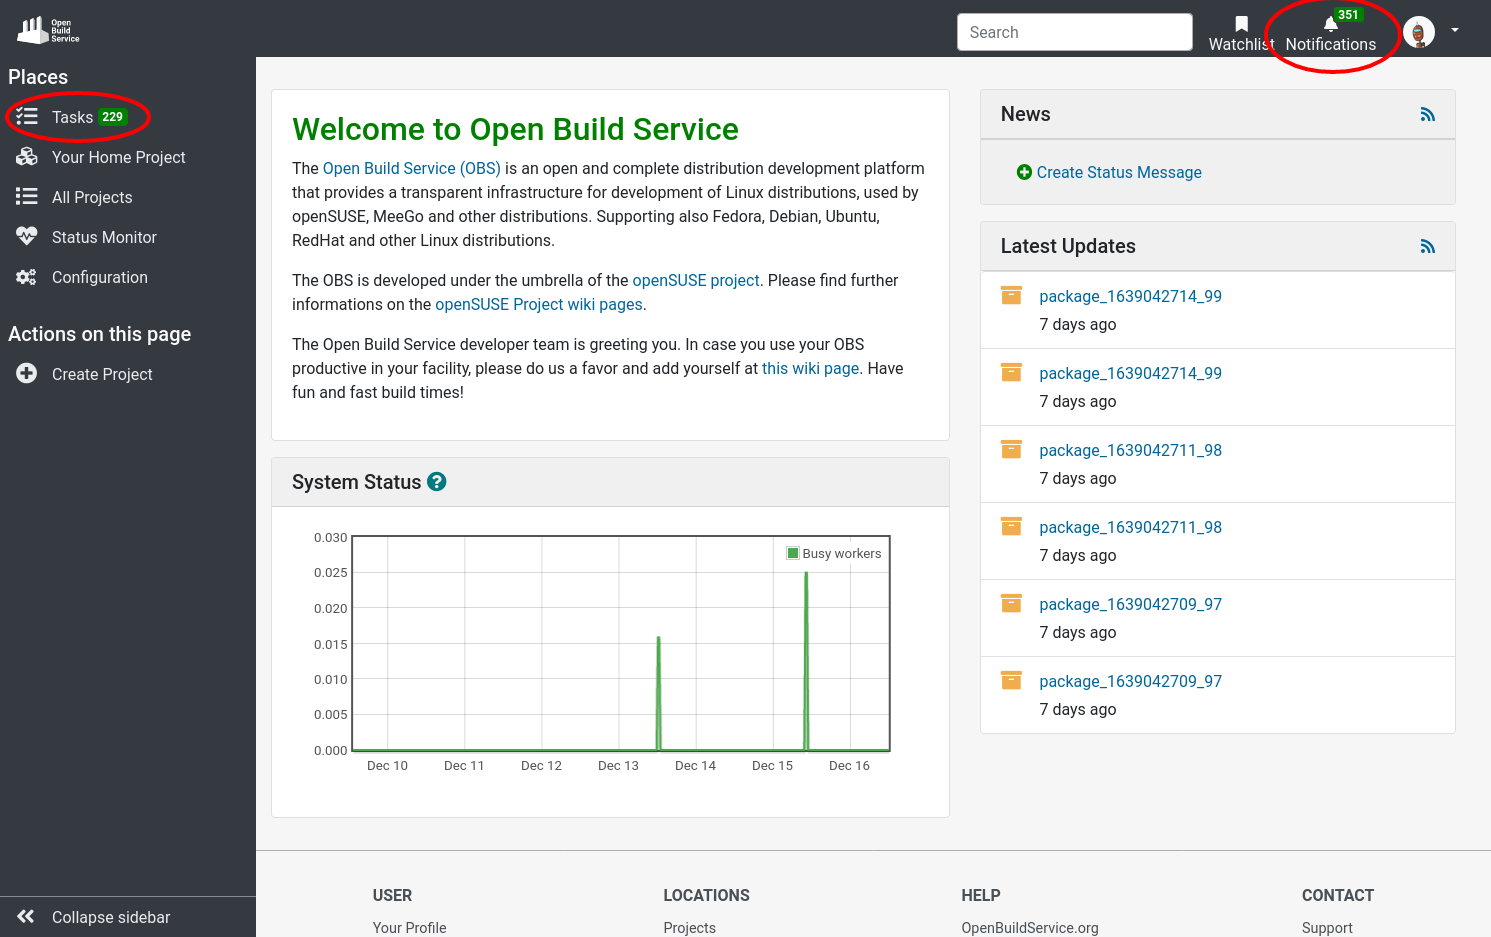 Open
Build
Service
Search
Watchlist
351
Notifications
Places
Tasks 229
Your Home Project
All Projects
Status Monitor
Configuration
Actions on this page
Create Project
Collapse sidebar
Welcome to Open Build Service
The Open Build Service (OBS) is an open and complete distribution development platform
that provides a transparent infrastructure for development of Linux distributions, used by
openSUSE, MeeGo and other distributions. Supporting also Fedora, Debian, Ubuntu,
RedHat and other Linux distributions.
The OBS is developed under the umbrella of the openSUSE project. Please find further
informations on the openSUSE Project wiki pages.
The Open Build Service developer team is greeting you. In case you use your OBS
productive in your facility, please do us a favor and add yourself at this wiki page. Have
fun and fast build times!
System Status
0.030
0.025
0.020
0.015
0.010
0.005
0.000
Busy workers
Dec 10 Dec 11 Dec 12 Dec 13 Dec 14 Dec 15 Dec 16
News
Create Status Message
Latest Updates
package_1639042714_99
7 days ago
package_1639042714_99
7 days ago
package_1639042711_98
7 days ago
package_1639042711_98
7 days ago
package_1639042709_97
7 days ago
package_1639042709_97
7 days ago
USER LOCATIONS HELP CONTACT
Your Profile Projects OpenBuildService.org Support